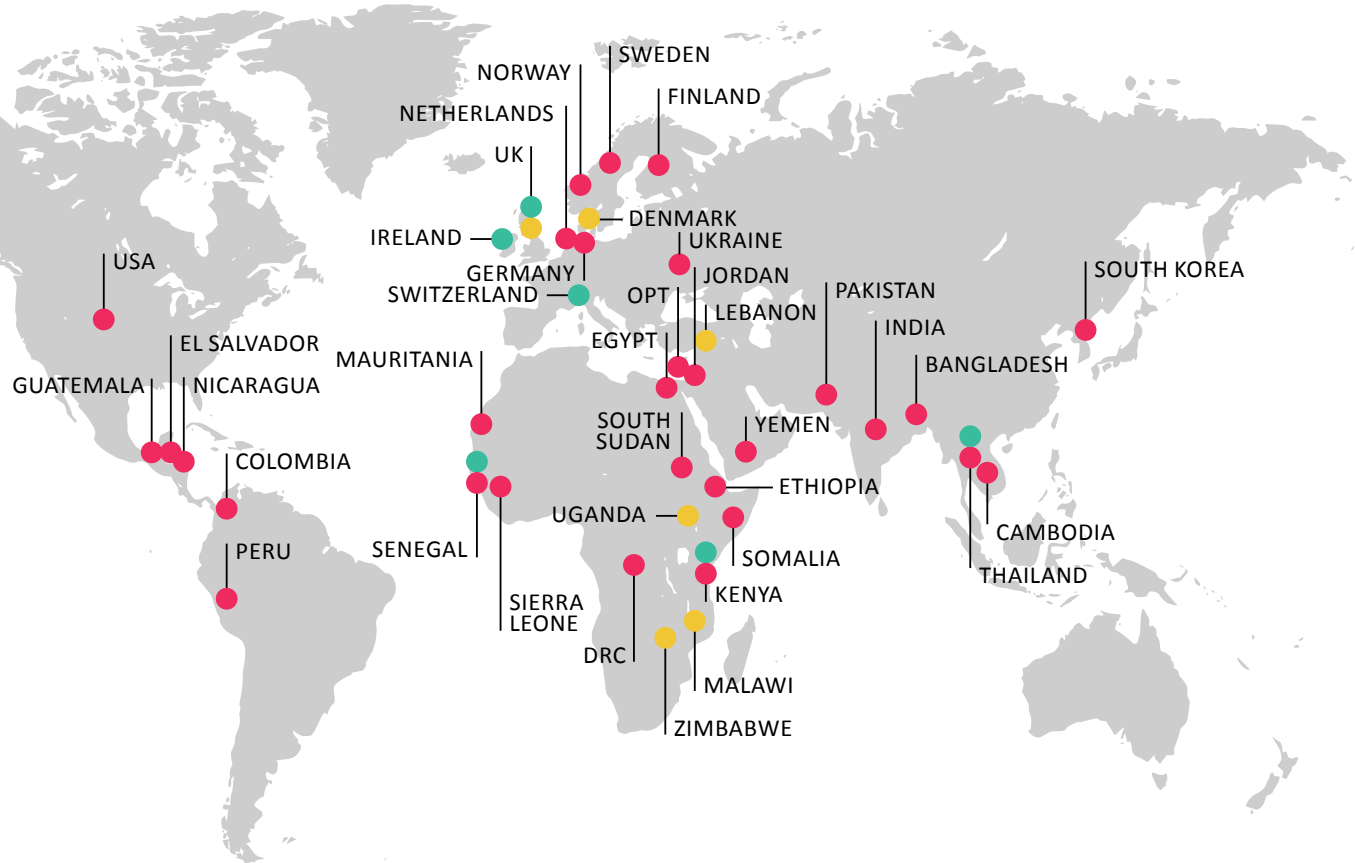 SWEDEN
NORWAY
FINLAND
NETHERLANDS
UK
DENMARK
IRELAND
UKRAINE
USA
GERMANY
JORDAN
SOUTH KOREA
SWITZERLAND
OPT
PAKISTAN
LEBANON
INDIA
EGYPT
EL SALVADOR
MAURITANIA
BANGLADESH
GUATEMALA
NICARAGUA
SOUTH
SUDAN
YEMEN
COLOMBIA
ETHIOPIA
UGANDA
CAMBODIA
PERU
SENEGAL
SOMALIA
THAILAND
KENYA
SIERRA
LEONE
DRC
MALAWI
ZIMBABWE